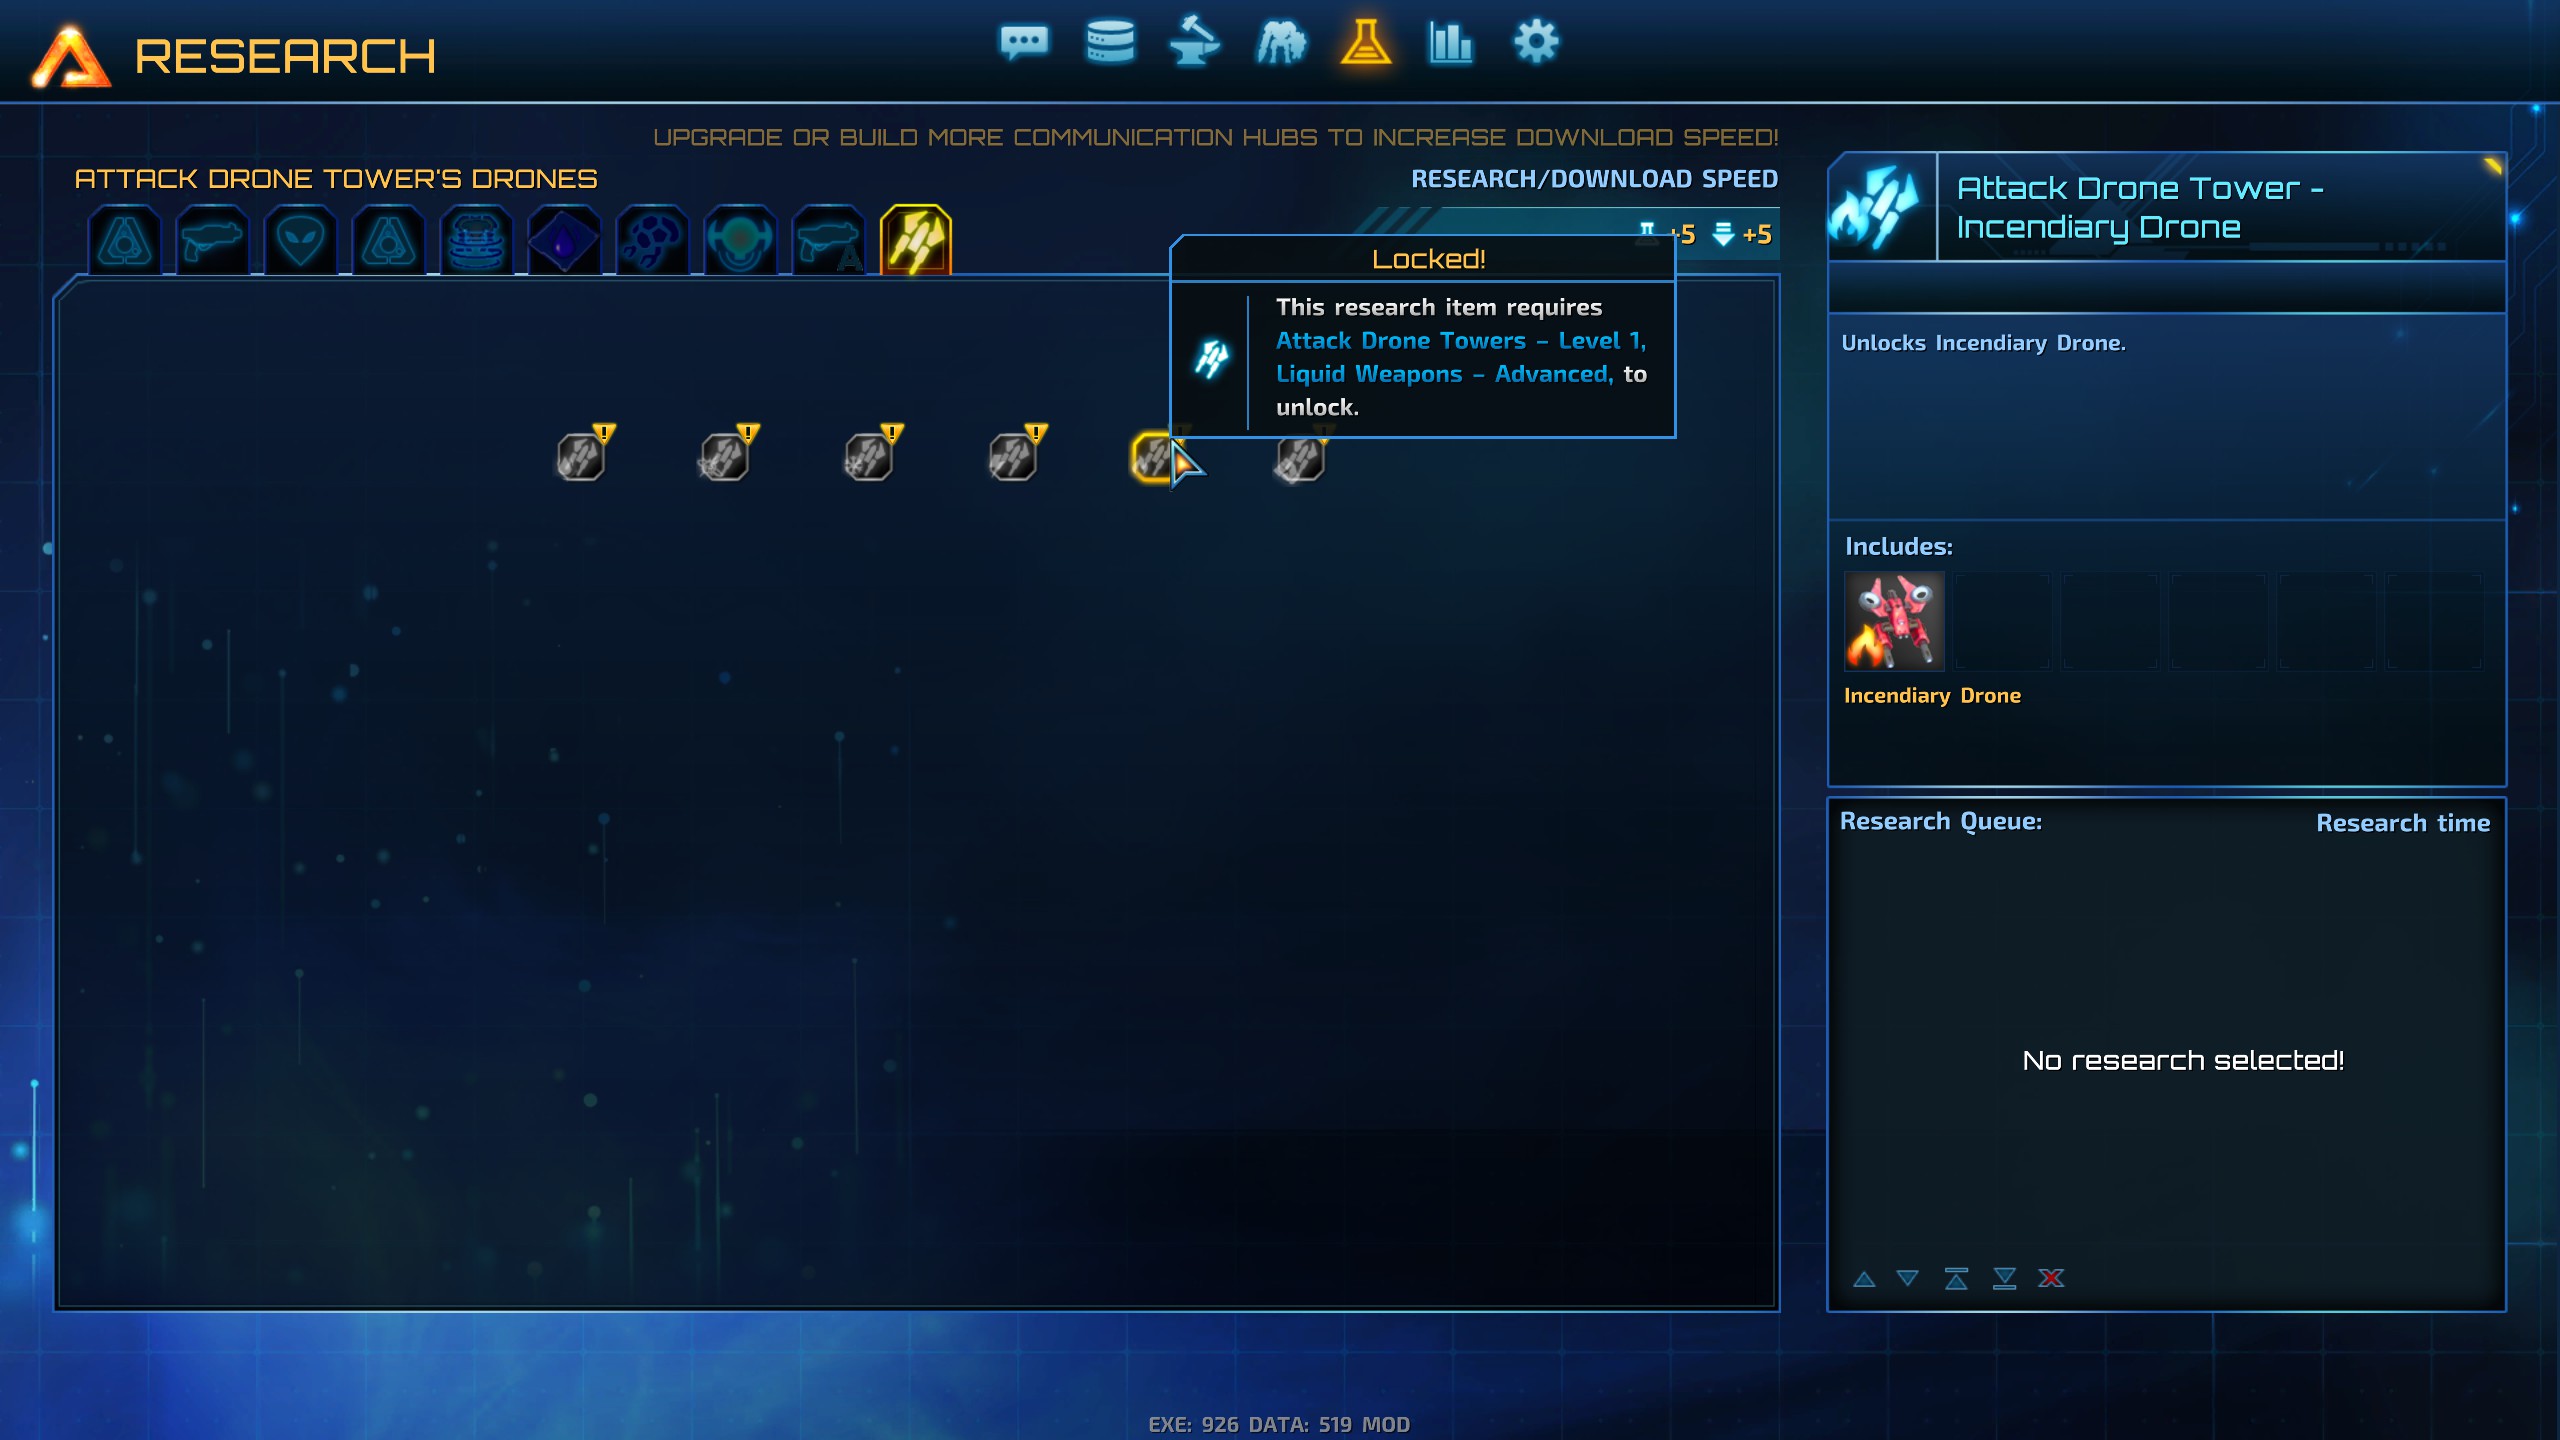 RESEARCH
UPGRADE OR BUILD MORE COMMUNICATION HUBS TO INCREASE DOWNLOAD SPEED!
ATTACK DRONE TOWER'S DRONES
RESEARCH/DOWNLOAD SPEED
+5 +5
Locked!
This research item requires
Attack Drone Towers – Level 1,
Liquid Weapons – Advanced, to
unlock.
Attack Drone Tower -
Incendiary Drone
Unlocks Incendiary Drone.
Includes:
Incendiary Drone
Research Queue:
Research time
No research selected!
EXE: 926 DATA: 519 MOD